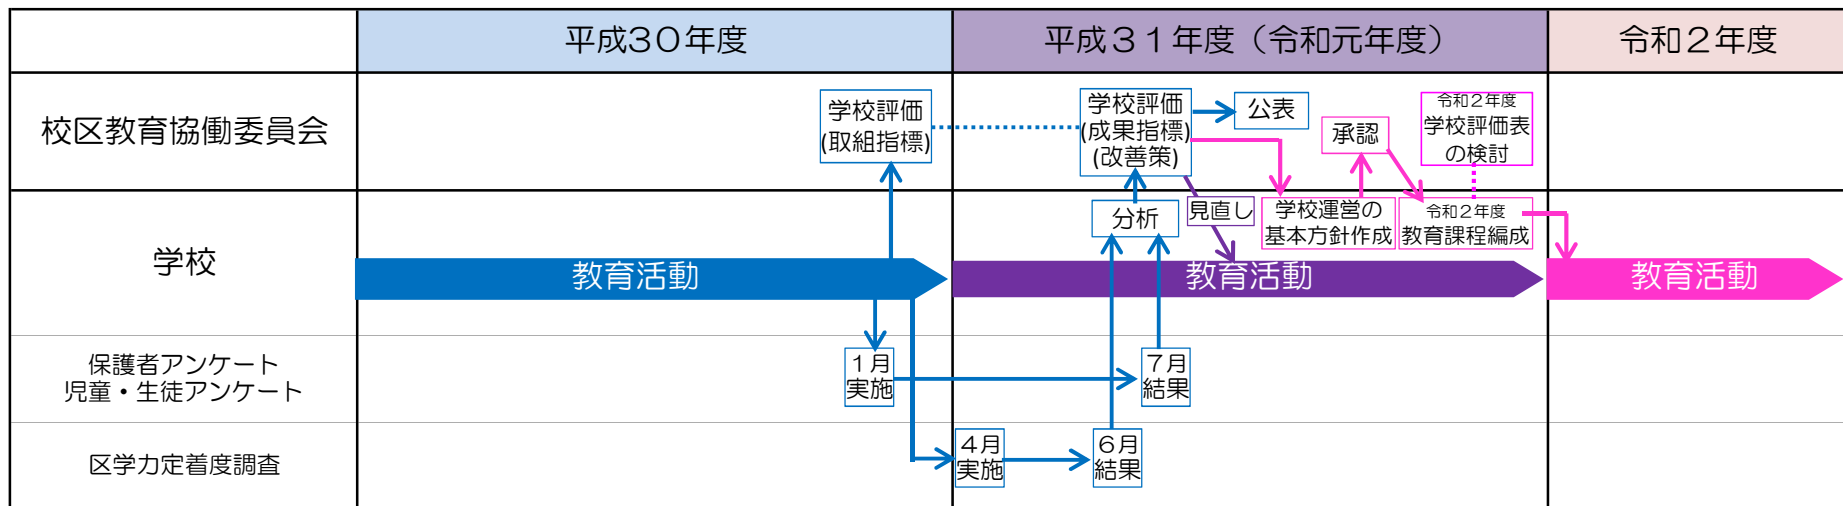 平成３０年度
平成３１年度（令和元年度）
令和２年度
校区教育協働委員会
学校評価
(取組指標)
学校評価
(成果指標)
(改善策)
公表
承認
令和２年度
学校評価表
の検討
学校
分析
見直し
学校運営の
基本方針作成
令和２年度
教育課程編成
教育活動
教育活動
教育活動
保護者アンケート
児童・生徒アンケート
１月
実施
７月
結果
区学力定着度調査
４月
実施
６月
結果